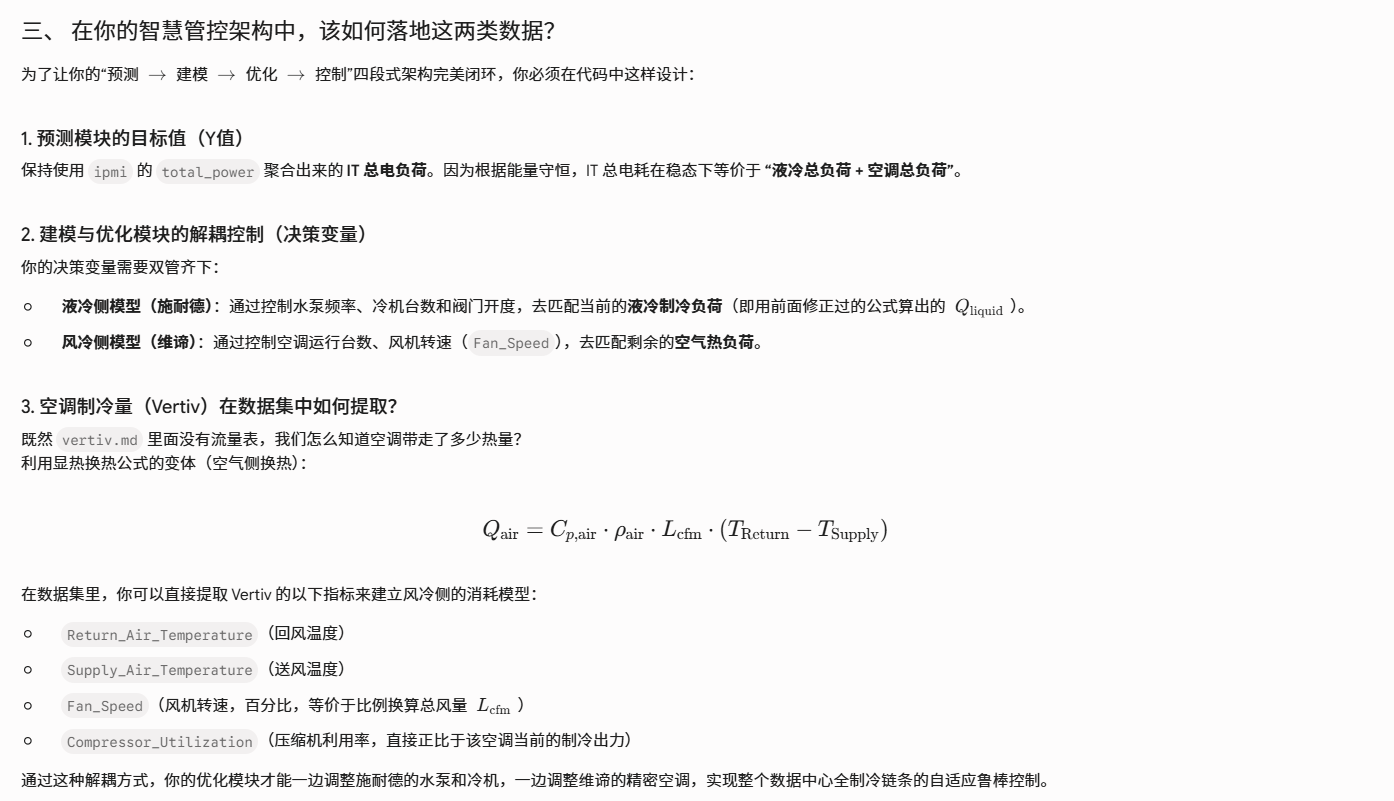 三、 在你的智慧管控架构中，该如何落地这两类数据？
为了让你的“预测 → 建模 → 优化 → 控制”四段式架构完美闭环，你必须在代码中这样设计：
1. 预测模块的目标值（Y值）
保持使用 ipmi 的 total_power 聚合出来的 IT 总电负荷。因为根据能量守恒，IT 总电耗在稳态下等价于 “液冷总负荷 + 空调总负荷”。
2. 建模与优化模块的解耦控制（决策变量）
你的决策变量需要双管齐下：
○ 液冷侧模型（施耐德）：通过控制水泵频率、冷机台数和阀门开度，去匹配当前的液冷制冷负荷（即用前面修正过的公式算出的 Q_liquid ）。
○ 风冷侧模型（维谛）：通过控制空调运行台数、风机转速（ Fan_Speed ），去匹配剩余的空气热负荷。
3. 空调制冷量（Vertiv）在数据集中如何提取？
既然 vertiv.md 里面没有流量表，我们怎么知道空调带走了多少热量？
利用显热换热公式的变体（空气侧换热）：
Q_air = C_p,air · ρ_air · L_cfm · (T_Return − T_Supply)
在数据集里，你可以直接提取 Vertiv 的以下指标来建立风冷侧的消耗模型：
○ Return_Air_Temperature（回风温度）
○ Supply_Air_Temperature（送风温度）
○ Fan_Speed（风机转速，百分比，等价于比例换算总风量 L_cfm ）
○ Compressor_Utilization（压缩机利用率，直接正比于该空调当前的制冷出力）
通过这种解耦方式，你的优化模块才能一边调整施耐德的水泵和冷机，一边调整维谛的精密空调，实现整个数据中心全制冷链条的自适应鲁棒控制。